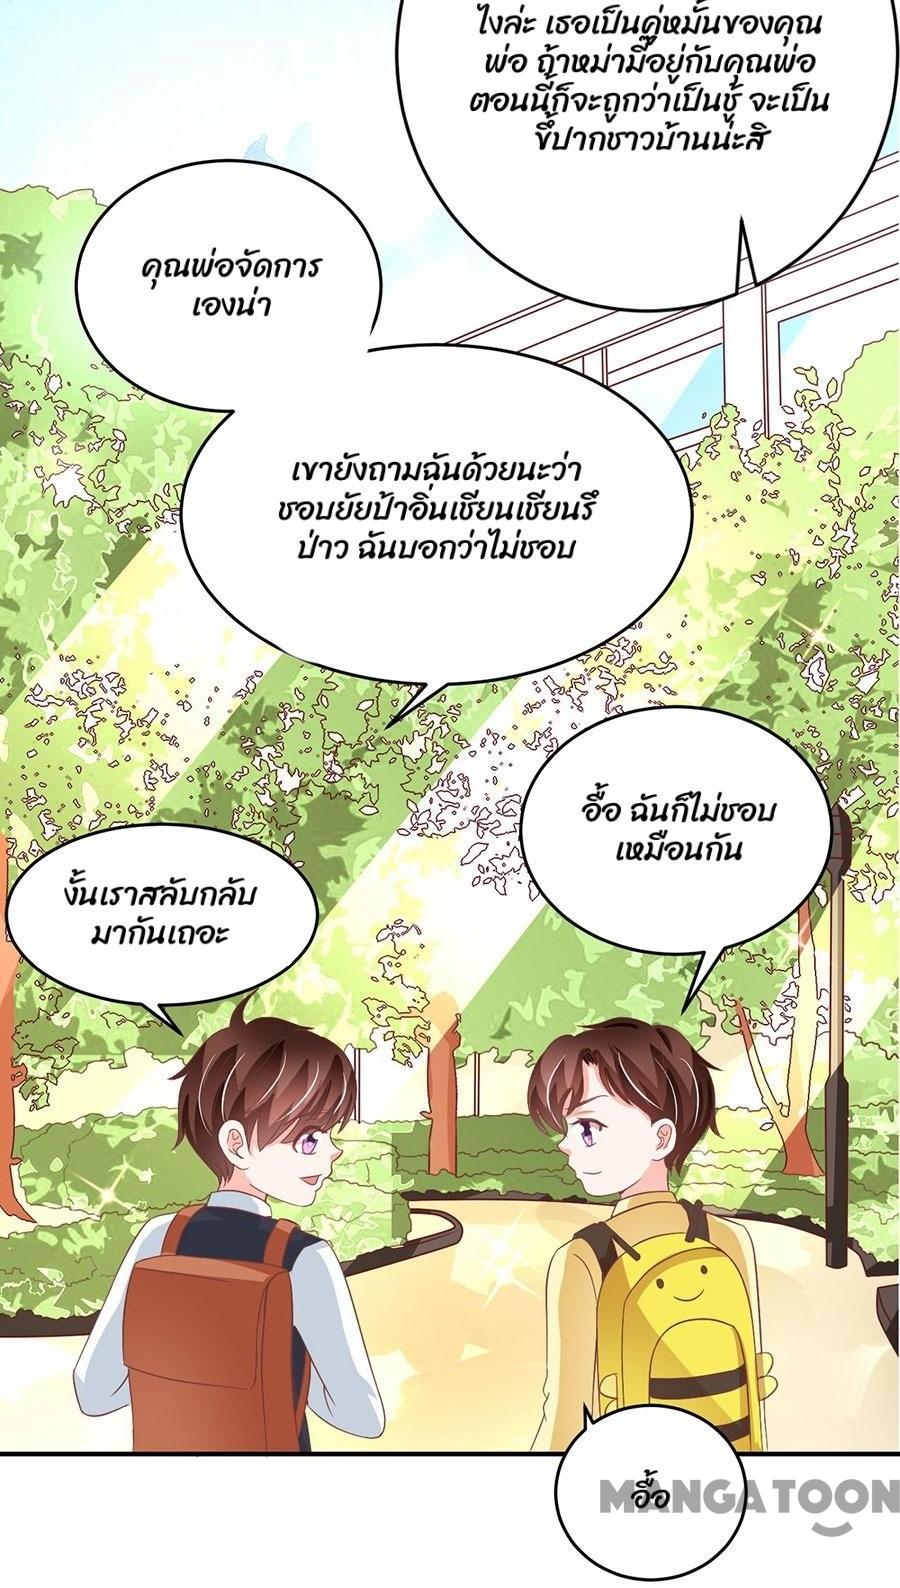 ไงล่ะ เธอเป็นคู่หมั้นของคุณ
พ่อ ถ้าหม่ามี๊อยู่กับคุณพ่อ
ตอนนี้ก็จะถูกว่าเป็นชู้ จะเป็น
ขี้ปากชาวบ้านน่ะสิ
คุณพ่อจัดการ
เองน่า
เขายังถามฉันด้วยนะว่า
ชอบยัยป้าอิ๋นเชียนเชียนรึ
ป่าว ฉันบอกว่าไม่ชอบ
อื้อ ฉันก็ไม่ชอบ
เหมือนกัน
งั้นเราสลับกลับ
มากันเถอะ
อื้อ
MANGATOON